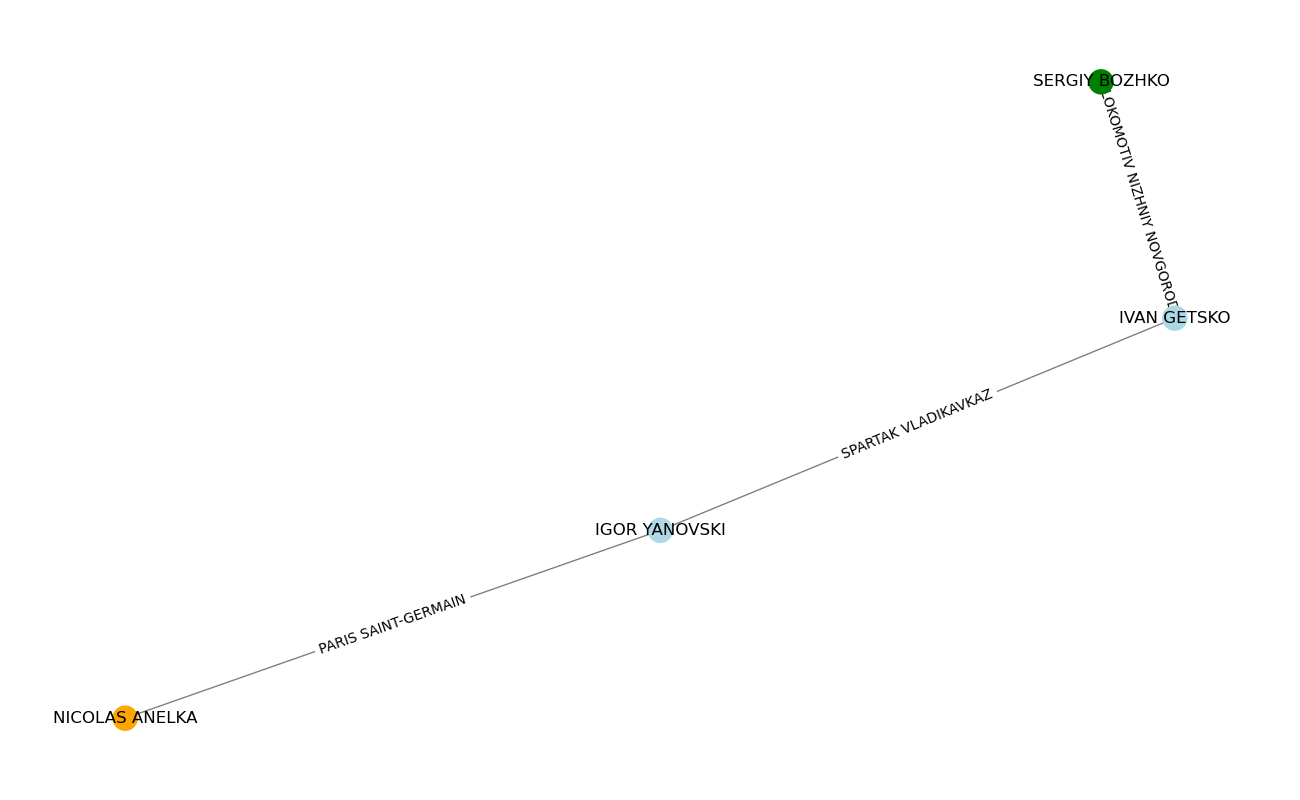 SERGIY BOZHKO
LOKOMOTIV NIZHNIY NOVGOROD
IVAN GETSKO
SPARTAK VLADIKAVKAZ
IGOR YANOVSKI
PARIS SAINT-GERMAIN
NICOLAS ANELKA